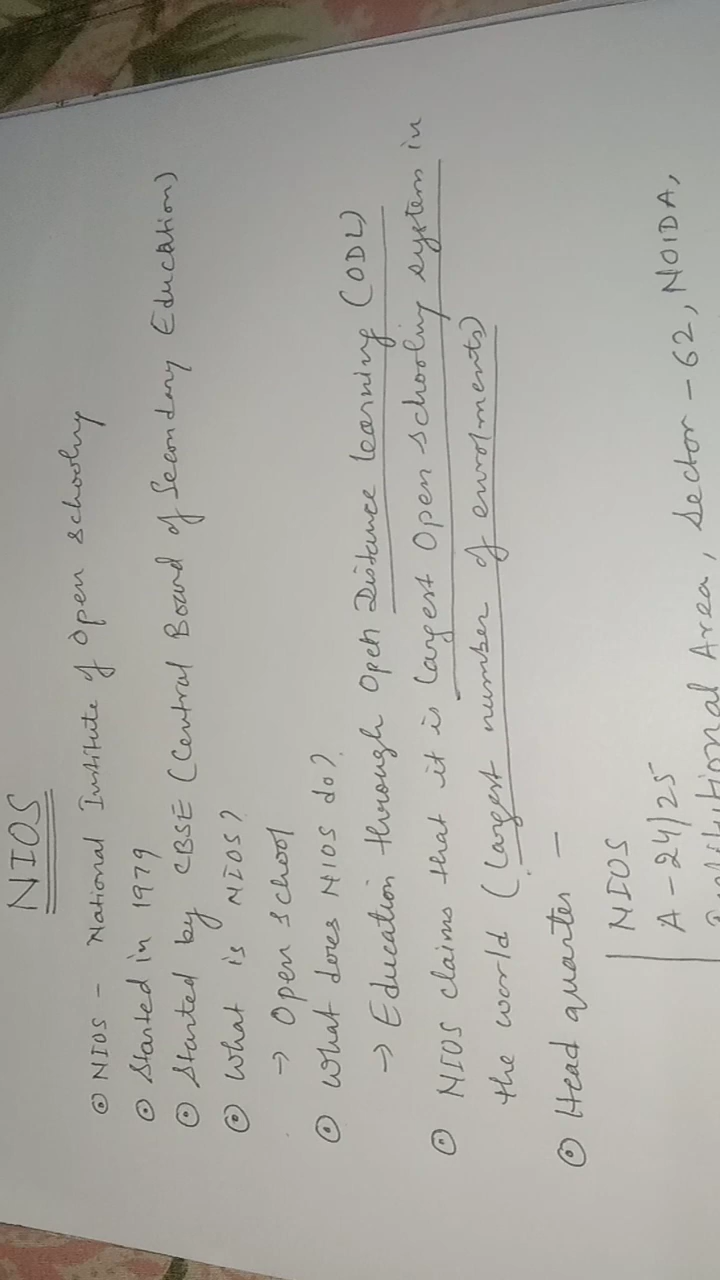 NIOS
⊙ NIOS - National Institute of Open schooling
⊙ Started in 1979
⊙ Started by CBSE (Central Board of Secondary Education)
⊙ What is NIOS?
→ Open School
⊙ What does NIOS do?
→ Education through Open Distance learning (ODL)
⊙ NIOS claims that it is largest Open schooling system in
the world (largest number of enrolments)
⊙ Head quarter -
NIOS
A-24/25
Institutional Area, Sector-62, NOIDA,